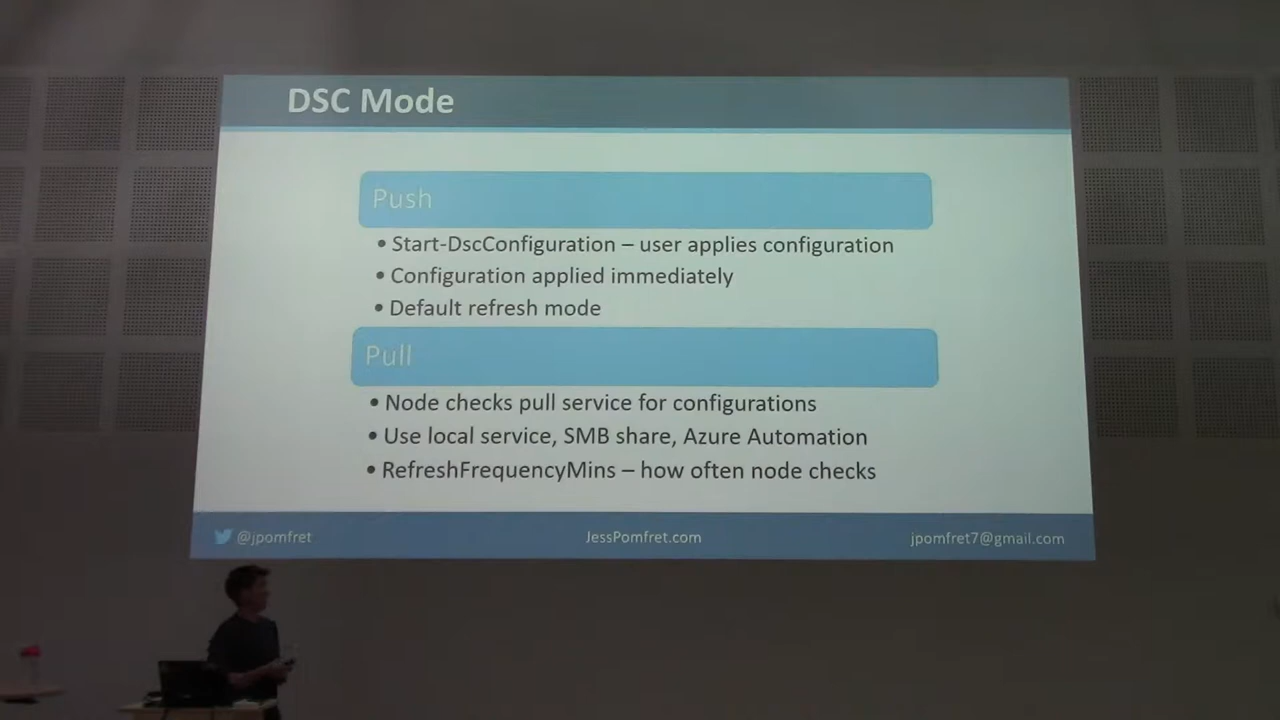 DSC Mode
Push
• Start-DscConfiguration – user applies configuration
• Configuration applied immediately
• Default refresh mode
Pull
• Node checks pull service for configurations
• Use local service, SMB share, Azure Automation
• RefreshFrequencyMins – how often node checks
@jpomfret JessPomfret.com jpomfret7@gmail.com